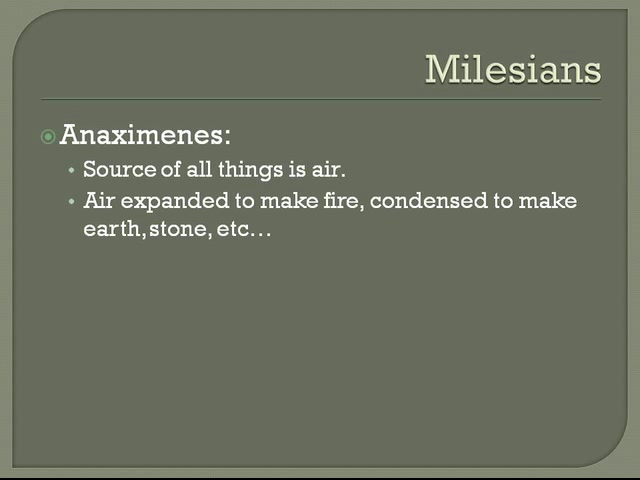 Milesians
Anaximenes:
• Source of all things is air.
• Air expanded to make fire, condensed to make
earth, stone, etc…